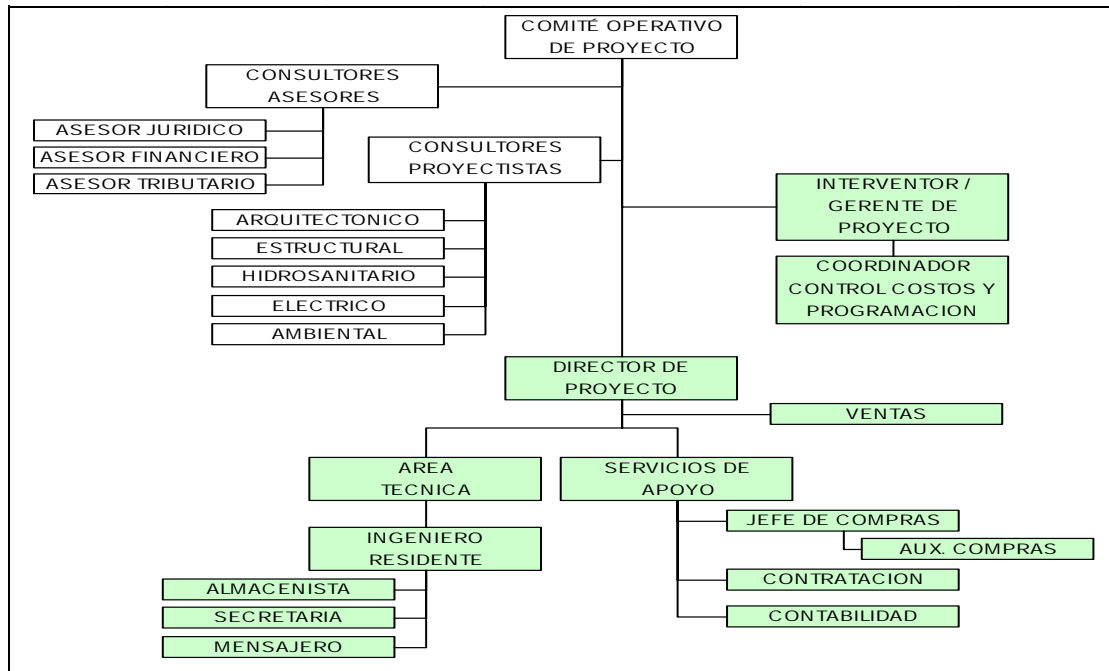 COMITÉ OPERATIVO
DE PROYECTO
CONSULTORES
ASESORES
ASESOR JURIDICO
ASESOR FINANCIERO
ASESOR TRIBUTARIO
CONSULTORES
PROYECTISTAS
ARQUITECTONICO
ESTRUCTURAL
HIDROSANITARIO
ELECTRICO
AMBIENTAL
INTERVENTOR /
GERENTE DE
PROYECTO
COORDINADOR
CONTROL COSTOS Y
PROGRAMACION
DIRECTOR DE
PROYECTO
VENTAS
AREA
TECNICA
INGENIERO
RESIDENTE
ALMACENISTA
SECRETARIA
MENSAJERO
SERVICIOS DE
APOYO
JEFE DE COMPRAS
AUX. COMPRAS
CONTRATACION
CONTABILIDAD